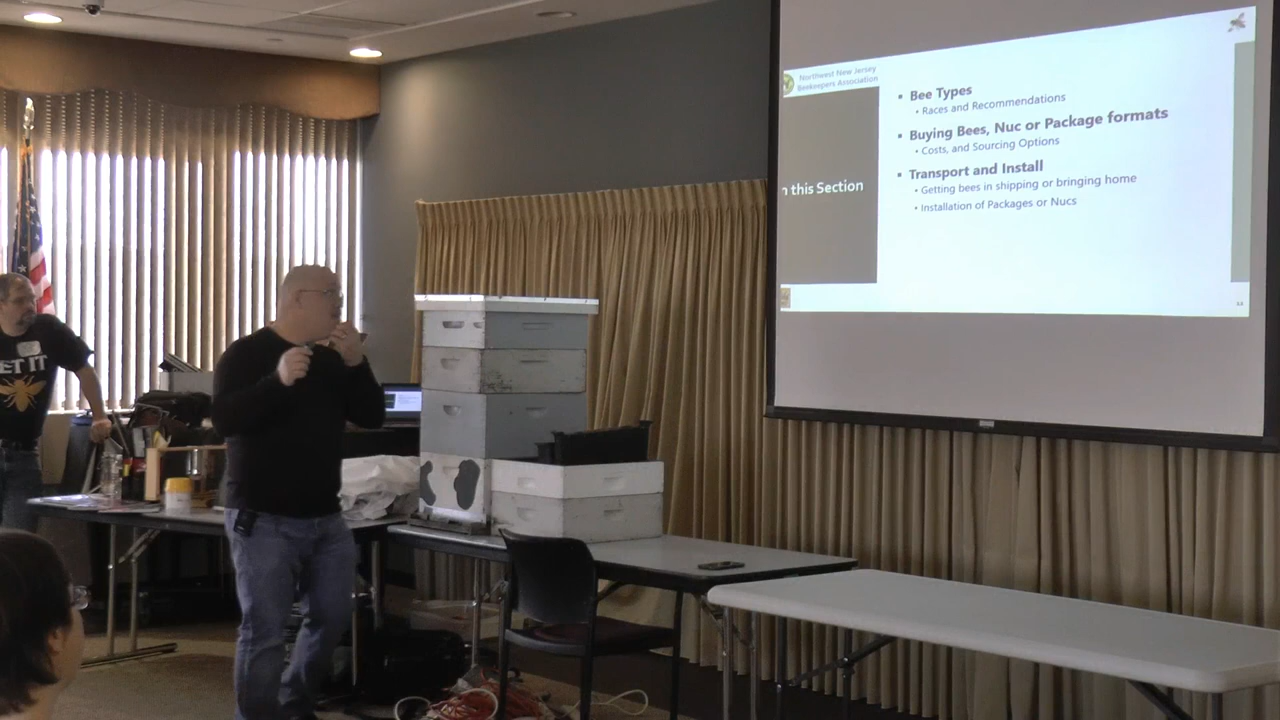 Northwest New Jersey
Beekeepers Association
▪ Bee Types
• Races and Recommendations
▪ Buying Bees, Nuc or Package formats
• Costs, and Sourcing Options
n this Section
▪ Transport and Install
• Getting bees in shipping or bringing home
• Installation of Packages or Nucs
ET IT